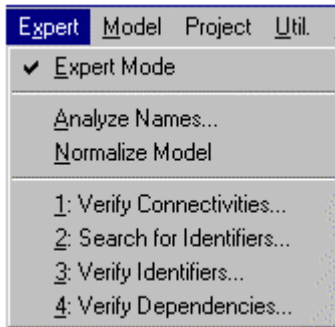 Expert Model Project Util.
✔ Expert Mode
Analyze Names...
Normalize Model
1: Verify Connectivities...
2: Search for Identifiers...
3: Verify Identifiers...
4: Verify Dependencies...